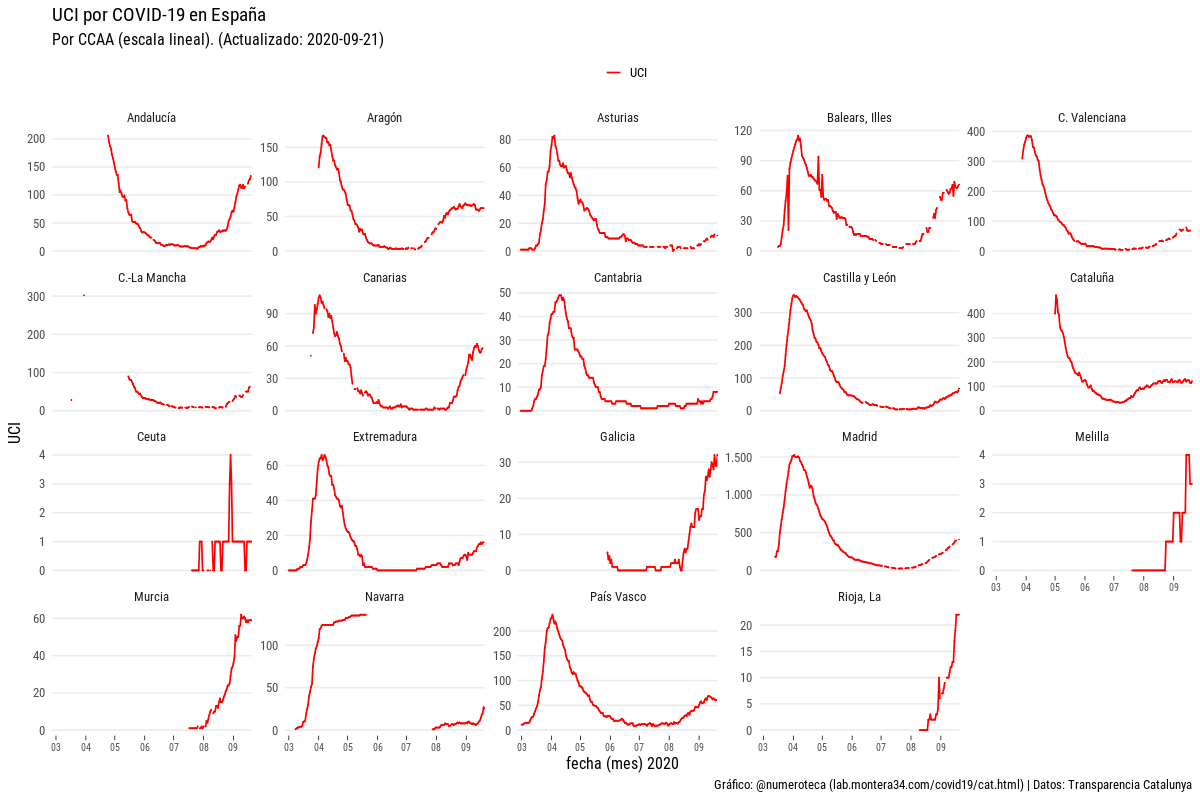 UCI por COVID-19 en España
Por CCAA (escala lineal). (Actualizado: 2020-09-21)
UCI
Andalucía
Aragón
Asturias
Balears, Illes
C. Valenciana
200
150
100
50
0
150
100
50
0
80
60
40
20
0
120
90
60
30
0
400
300
200
100
0
C.-La Mancha
Canarias
Cantabria
Castilla y León
Cataluña
300
200
100
0
90
60
30
0
50
40
30
20
10
0
300
200
100
0
400
300
200
100
0
UCI
Ceuta
Extremadura
Galicia
Madrid
Melilla
4
3
2
1
0
60
40
20
0
30
20
10
0
1.500
1.000
500
0
4
3
2
1
0
03 04 05 06 07 08 09
Murcia
Navarra
País Vasco
Rioja, La
60
40
20
0
100
50
0
200
150
100
50
0
20
15
10
5
0
03 04 05 06 07 08 09
03 04 05 06 07 08 09
03 04 05 06 07 08 09
03 04 05 06 07 08 09
fecha (mes) 2020
Gráfico: @numeroteca (lab.montera34.com/covid19/cat.html) | Datos: Transparencia Catalunya